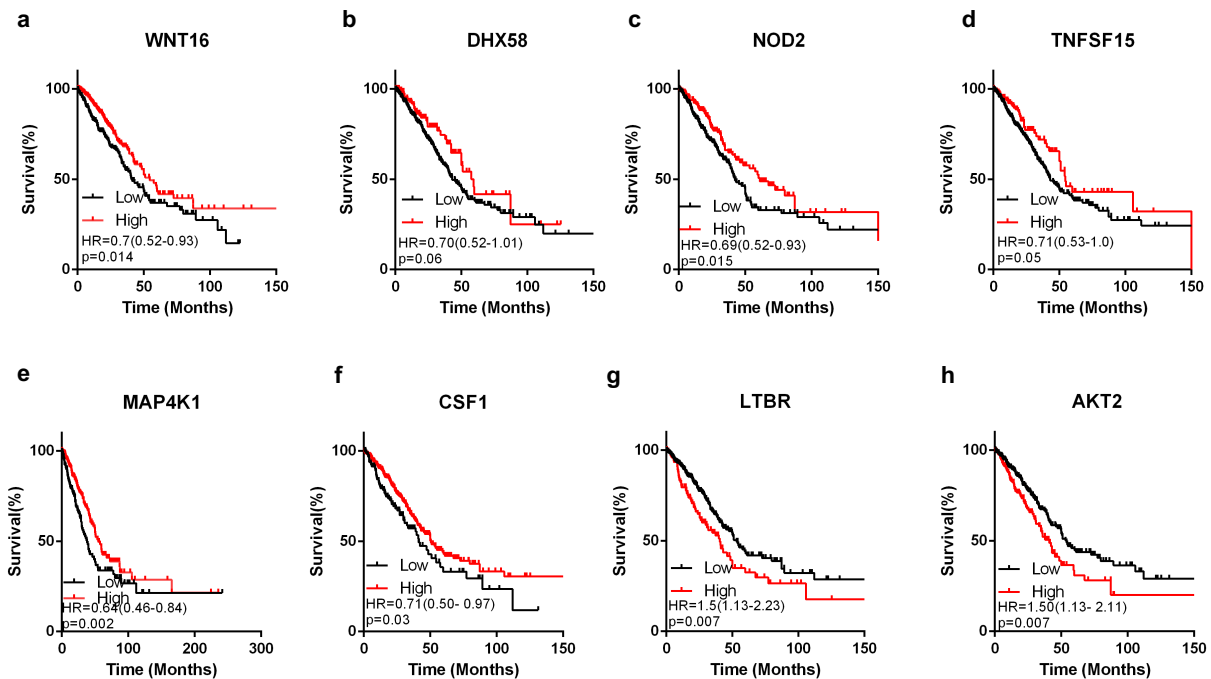 a
WNT16
Survival(%)
100
50
0
Low
High
HR=0.7(0.52-0.93)
p=0.014
0 50 100 150
Time (Months)
b
DHX58
Survival(%)
100
50
0
Low
High
HR=0.70(0.52-1.01)
p=0.06
0 50 100 150
Time (Months)
c
NOD2
Survival(%)
100
50
0
Low
High
HR=0.69(0.52-0.93)
p=0.015
0 50 100 150
Time (Months)
d
TNFSF15
Survival(%)
100
50
0
Low
High
HR=0.71(0.53-1.0)
p=0.05
0 50 100 150
Time (Months)
e
MAP4K1
Survival(%)
100
50
0
Low
High
HR=0.64(0.46-0.84)
p=0.002
0 100 200 300
Time (Months)
f
CSF1
Survival(%)
100
50
0
Low
High
HR=0.71(0.50- 0.97)
p=0.03
0 50 100 150
Time (Months)
g
LTBR
Survival(%)
100
50
0
Low
High
HR=1.5(1.13-2.23)
p=0.007
0 50 100 150
Time (Months)
h
AKT2
Survival(%)
100
50
0
Low
High
HR=1.50(1.13- 2.11)
p=0.007
0 50 100 150
Time (Months)